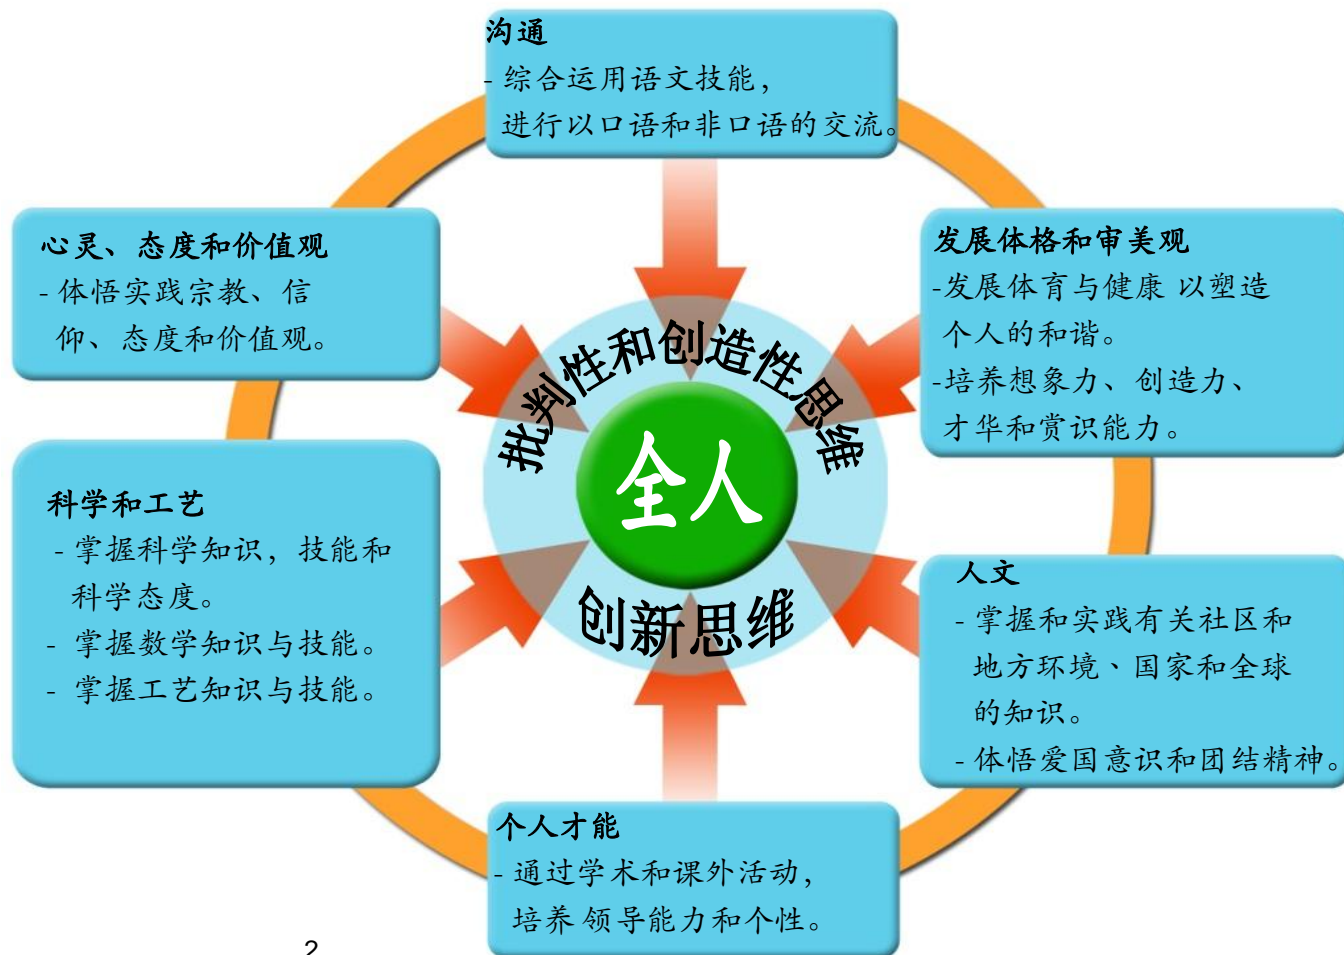 沟通
- 综合运用语文技能，
进行以口语和非口语的交流。
心灵、态度和价值观
- 体悟实践宗教、信
仰、态度和价值观。
发展体格和审美观
-发展体育与健康 以塑造
个人的和谐。
-培养想象力、创造力、
才华和赏识能力。
批判性和创造性思维
全人
创新思维
科学和工艺
- 掌握科学知识，技能和
科学态度。
- 掌握数学知识与技能。
- 掌握工艺知识与技能。
人文
- 掌握和实践有关社区和
地方环境、国家和全球
的知识。
- 体悟爱国意识和团结精神。
个人才能
- 通过学术和课外活动，
培养 领导能力和个性。
2